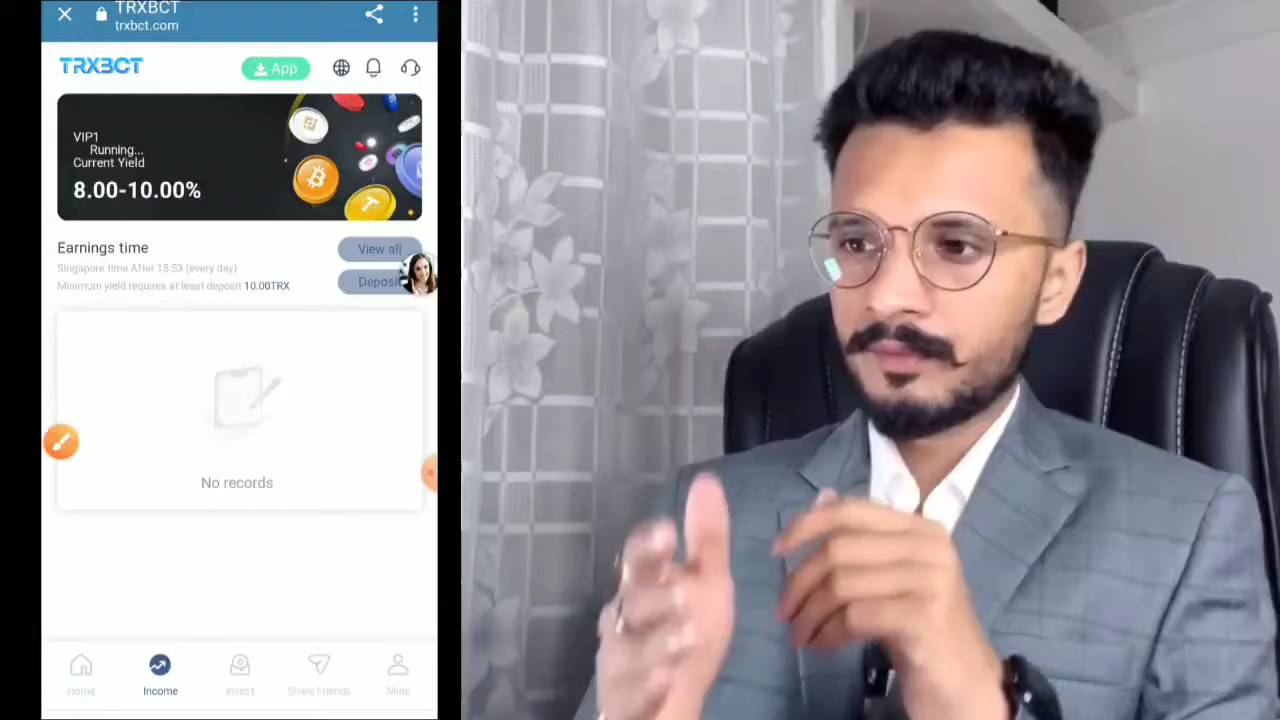 TRXBCT
trxbct.com
TRXBCT
App
VIP1
Running...
Current Yield
8.00-10.00%
Earnings time
View all
Singapore time After 15:53 (every day)
Deposit
Minimum yield requires at least deposit 10.00TRX
No records
Home
Income
Invest
Share Friends
Mine